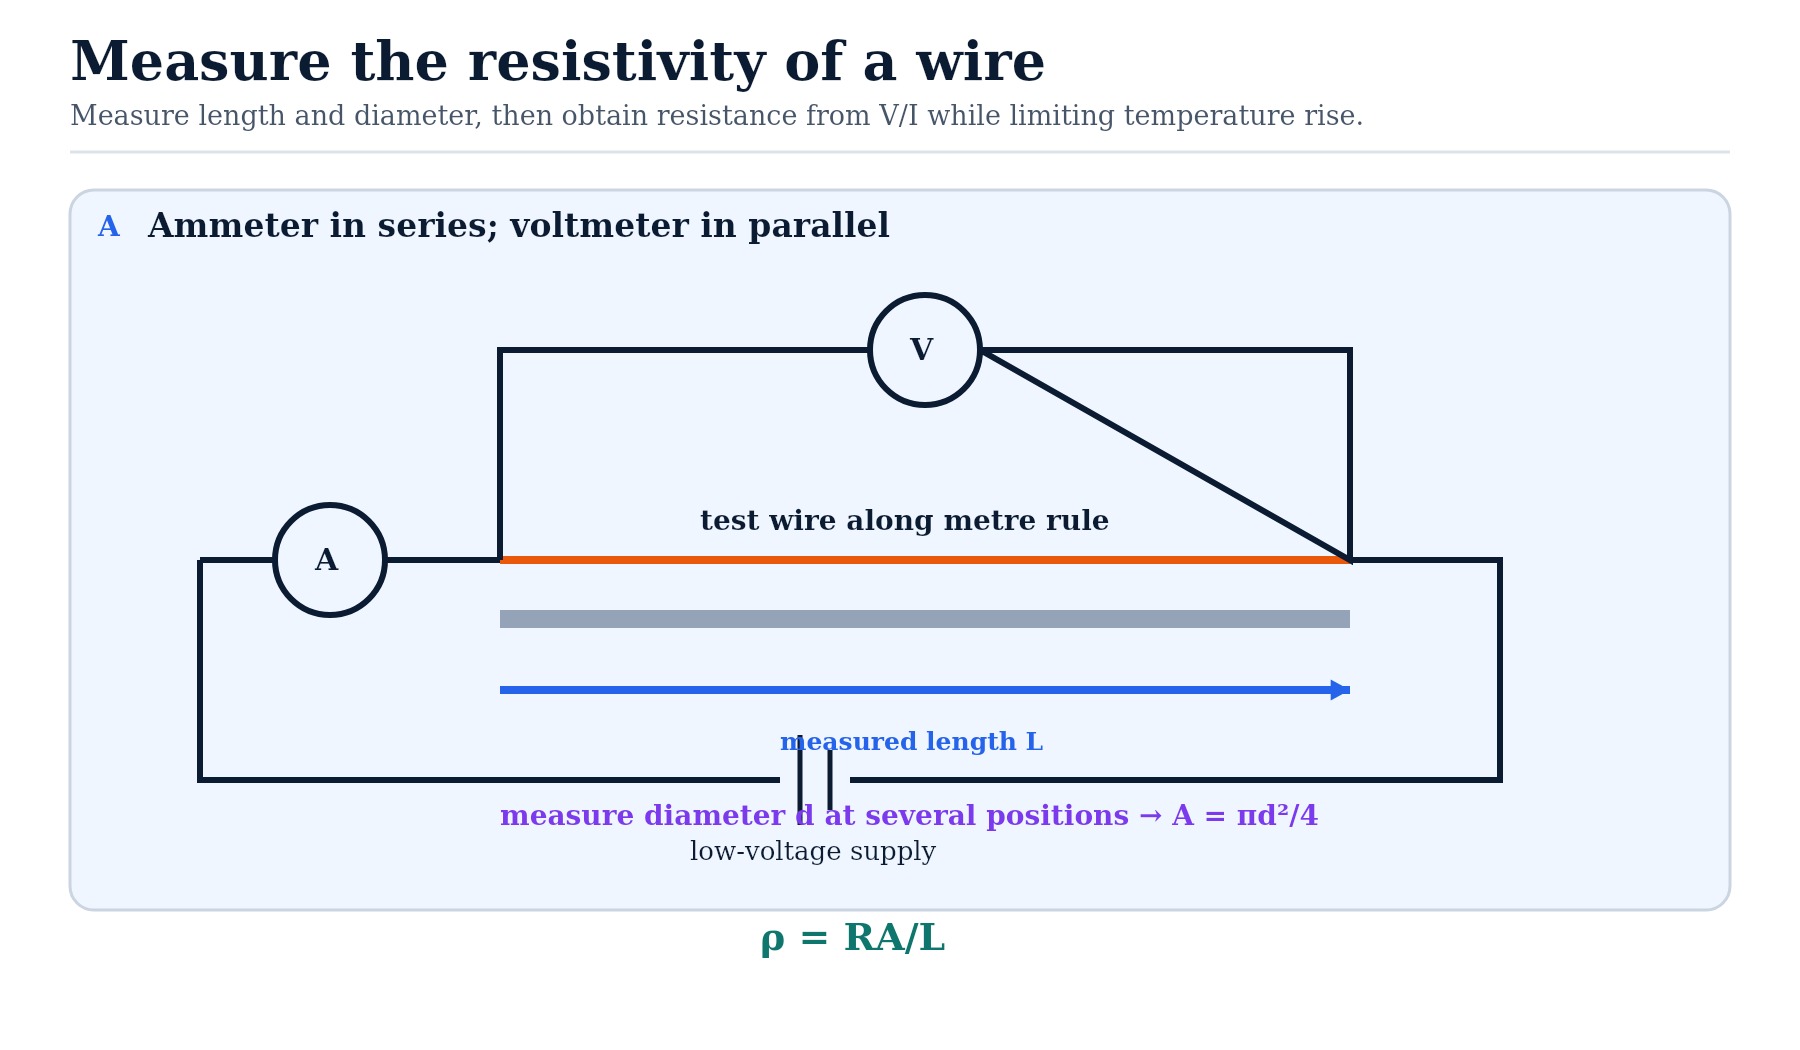 Measure the resistivity of a wire
Measure length and diameter, then obtain resistance from V/I while limiting temperature rise.
A Ammeter in series; voltmeter in parallel
V
test wire along metre rule
A
measured length L
measure diameter d at several positions → A = πd²/4
low-voltage supply
ρ = RA/L